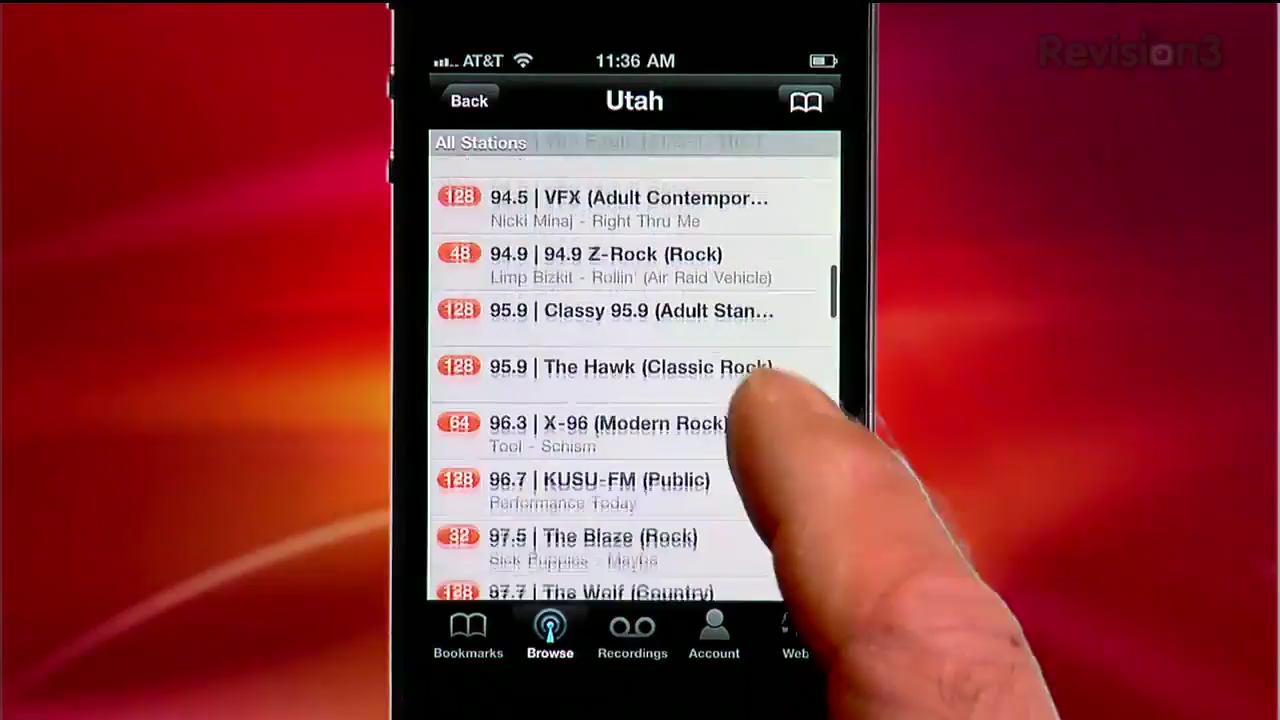 Revision3
AT&T 11:36 AM
Back Utah
All Stations
128 94.5 | VFX (Adult Contempor...
Nicki Minaj - Right Thru Me
48 94.9 | 94.9 Z-Rock (Rock)
Limp Bizkit - Rollin' (Air Raid Vehicle)
128 95.9 | Classy 95.9 (Adult Stan...
128 95.9 | The Hawk (Classic Rock)
64 96.3 | X-96 (Modern Rock)
Tool - Schism
128 96.7 | KUSU-FM (Public)
Performance Today
32 97.5 | The Blaze (Rock)
Sick Puppies - Maybe
128 97.7 | The Wolf (Country)
Bookmarks Browse Recordings Account Web